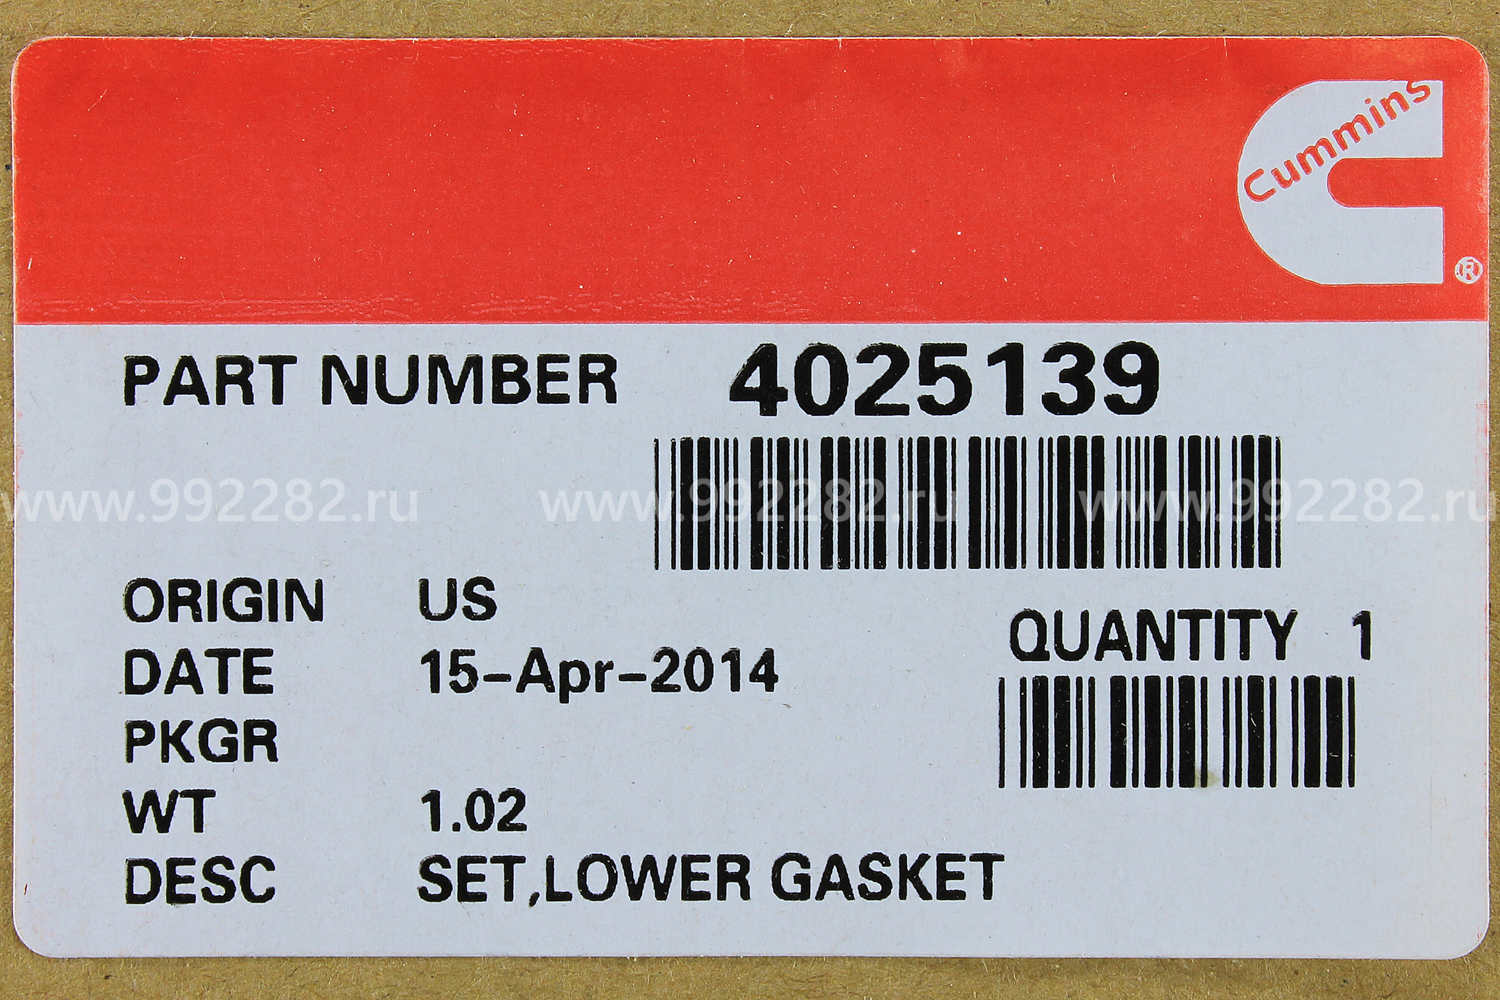 Cummins
®
PART NUMBER 4025139
www.992282.ru www.992282.ru www.992282.ru
ORIGIN US
QUANTITY 1
DATE 15-Apr-2014
PKGR
WT 1.02
DESC SET,LOWER GASKET